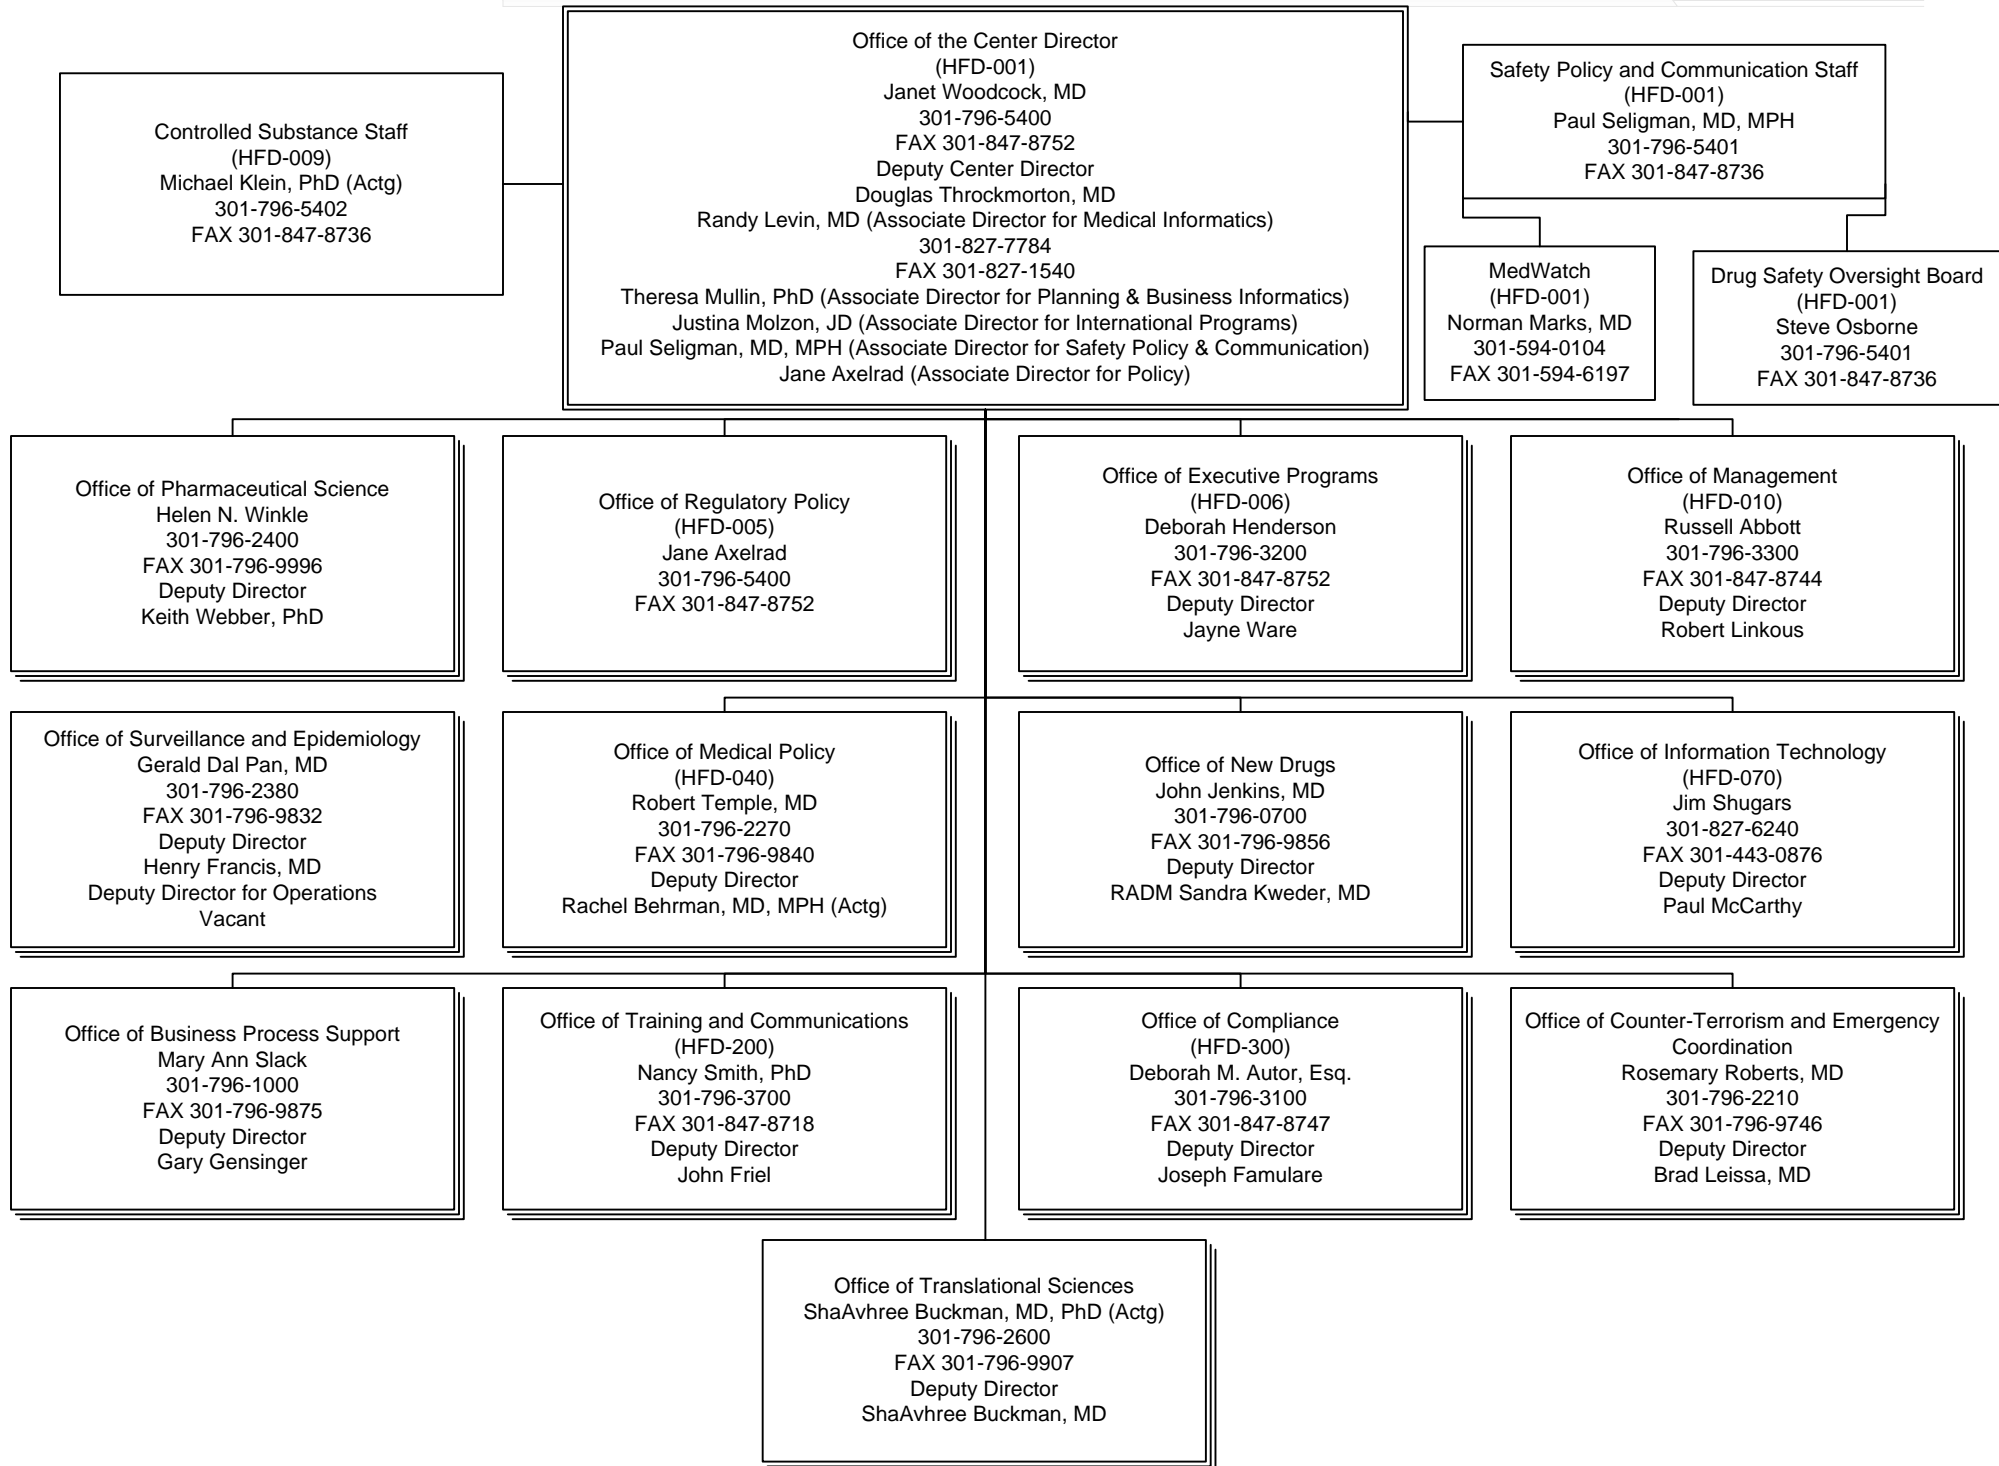 Office of the Center Director
(HFD-001)
Janet Woodcock, MD
301-796-5400
FAX 301-847-8752
Deputy Center Director
Douglas Throckmorton, MD
Randy Levin, MD (Associate Director for Medical Informatics)
301-827-7784
FAX 301-827-1540
Theresa Mullin, PhD (Associate Director for Planning & Business Informatics)
Justina Molzon, JD (Associate Director for International Programs)
Paul Seligman, MD, MPH (Associate Director for Safety Policy & Communication)
Jane Axelrad (Associate Director for Policy)
Controlled Substance Staff
(HFD-009)
Michael Klein, PhD (Actg)
301-796-5402
FAX 301-847-8736
Safety Policy and Communication Staff
(HFD-001)
Paul Seligman, MD, MPH
301-796-5401
FAX 301-847-8736
MedWatch
(HFD-001)
Norman Marks, MD
301-594-0104
FAX 301-594-6197
Drug Safety Oversight Board
(HFD-001)
Steve Osborne
301-796-5401
FAX 301-847-8736
Office of Pharmaceutical Science
Helen N. Winkle
301-796-2400
FAX 301-796-9996
Deputy Director
Keith Webber, PhD
Office of Regulatory Policy
(HFD-005)
Jane Axelrad
301-796-5400
FAX 301-847-8752
Office of Executive Programs
(HFD-006)
Deborah Henderson
301-796-3200
FAX 301-847-8752
Deputy Director
Jayne Ware
Office of Management
(HFD-010)
Russell Abbott
301-796-3300
FAX 301-847-8744
Deputy Director
Robert Linkous
Office of Surveillance and Epidemiology
Gerald Dal Pan, MD
301-796-2380
FAX 301-796-9832
Deputy Director
Henry Francis, MD
Deputy Director for Operations
Vacant
Office of Medical Policy
(HFD-040)
Robert Temple, MD
301-796-2270
FAX 301-796-9840
Deputy Director
Rachel Behrman, MD, MPH (Actg)
Office of New Drugs
John Jenkins, MD
301-796-0700
FAX 301-796-9856
Deputy Director
RADM Sandra Kweder, MD
Office of Information Technology
(HFD-070)
Jim Shugars
301-827-6240
FAX 301-443-0876
Deputy Director
Paul McCarthy
Office of Business Process Support
Mary Ann Slack
301-796-1000
FAX 301-796-9875
Deputy Director
Gary Gensinger
Office of Training and Communications
(HFD-200)
Nancy Smith, PhD
301-796-3700
FAX 301-847-8718
Deputy Director
John Friel
Office of Compliance
(HFD-300)
Deborah M. Autor, Esq.
301-796-3100
FAX 301-847-8747
Deputy Director
Joseph Famulare
Office of Counter-Terrorism and Emergency
Coordination
Rosemary Roberts, MD
301-796-2210
FAX 301-796-9746
Deputy Director
Brad Leissa, MD
Office of Translational Sciences
ShaAvhree Buckman, MD, PhD (Actg)
301-796-2600
FAX 301-796-9907
Deputy Director
ShaAvhree Buckman, MD